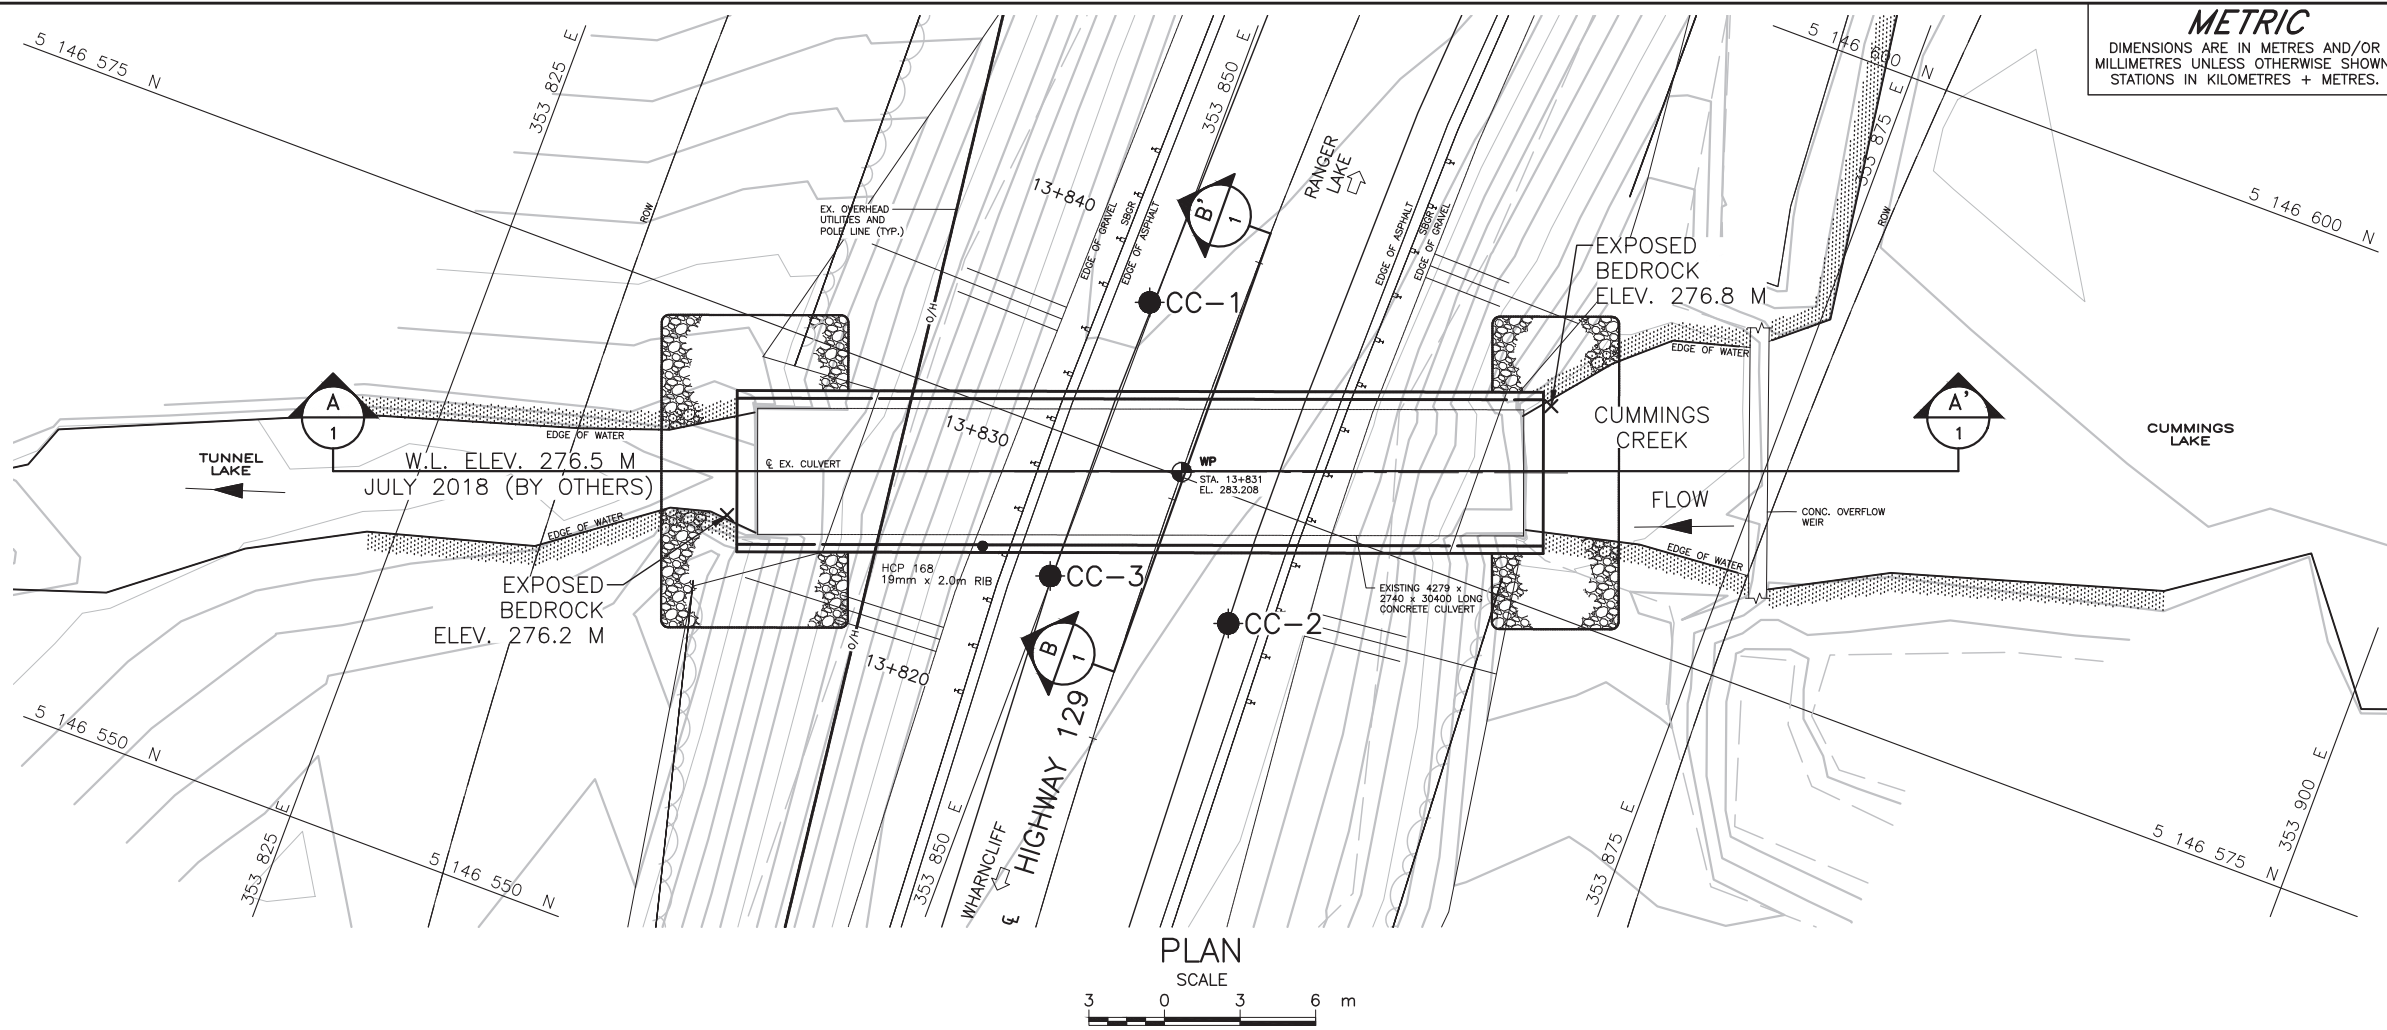 METRIC
DIMENSIONS ARE IN METRES AND/OR
MILLIMETRES UNLESS OTHERWISE SHOWN
STATIONS IN KILOMETRES + METRES.
5 146 575 N
353 825 E
353 850 E
5 146 600 N
353 875 E
5 146 600 N
ROW
EX. OVERHEAD
UTILITIES AND
POLE LINE (TYP.)
13+840
EDGE OF GRAVEL
SBGR
EDGE OF ASPHALT
B'
1
RANGER
LAKE
EDGE OF ASPHALT
SBGR
EDGE OF GRAVEL
ROW
EXPOSED
BEDROCK
ELEV. 276.8 M
O/H
CC-1
EDGE OF WATER
A
1
EDGE OF WATER
13+830
CUMMINGS
CREEK
A'
1
CUMMINGS
LAKE
TUNNEL
LAKE
W.L. ELEV. 276.5 M
JULY 2018 (BY OTHERS)
℄ EX. CULVERT
WP
STA. 13+831
EL. 283.208
FLOW
CONC. OVERFLOW
WEIR
EDGE OF WATER
EDGE OF WATER
EXPOSED
BEDROCK
ELEV. 276.2 M
HCP 168
19mm x 2.0m RIB
CC-3
EXISTING 4279 x
2740 x 30400 LONG
CONCRETE CULVERT
CC-2
O/H
B
1
13+820
5 146 550 N
353 825 E
5 146 550 N
353 850 E
WHARNCLIFF
℄ HIGHWAY 129
353 875 E
5 146 575 N
353 900 E
PLAN
SCALE
3 0 3 6 m